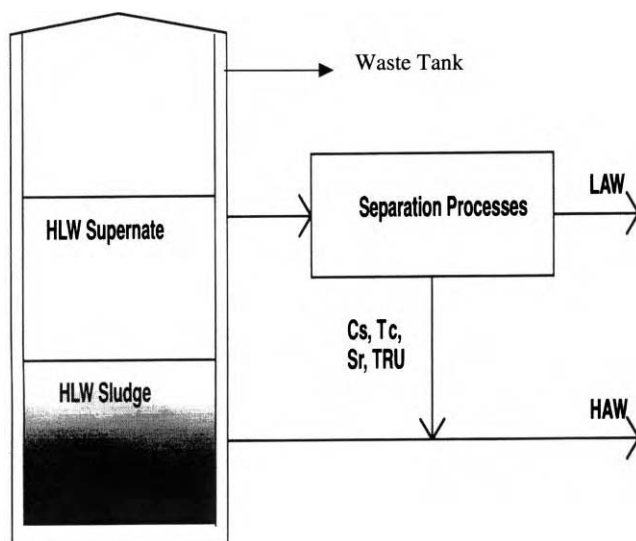 Waste Tank
LAW
Separation Processes
HLW Supernate
Cs, Tc,
Sr, TRU
HLW Sludge
HAW